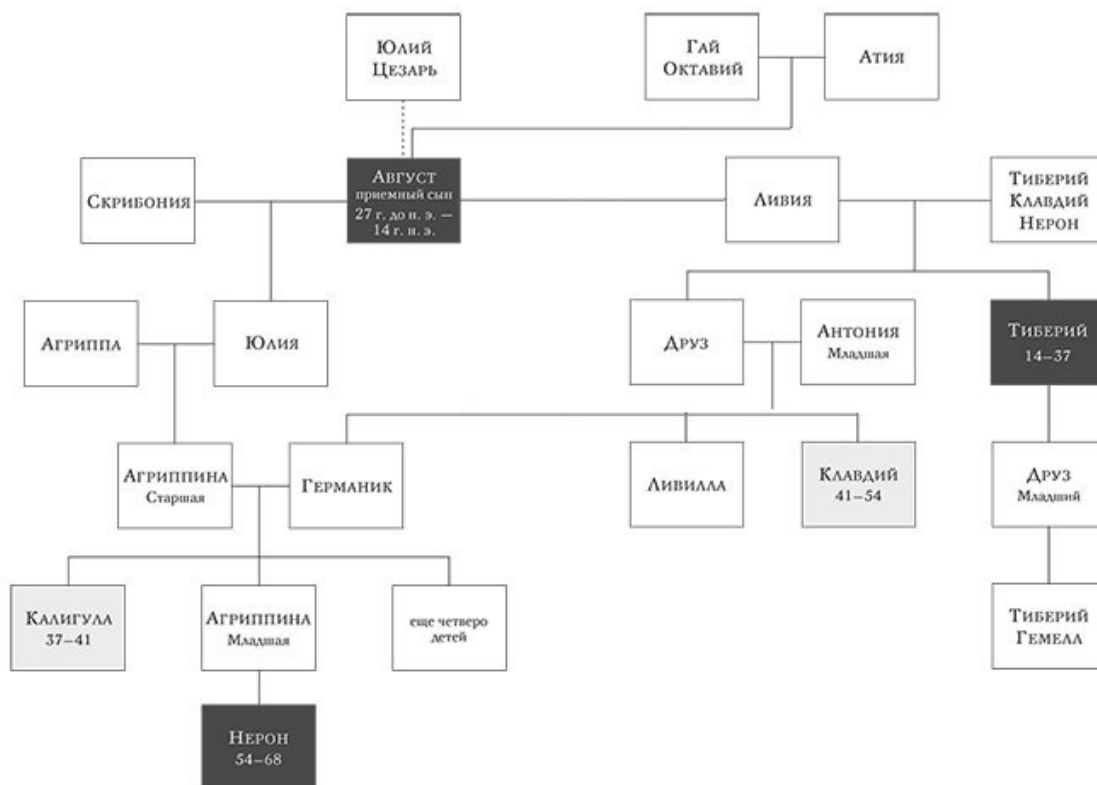 Юлий
Цезарь
Гай
Октавий
Атия
Скрибония
Август
приемный сын
27 г. до н. э. —
14 г. н. э.
Ливия
Тиберий
Клавдий
Нерон
Агриппа
Юлия
Друз
Антония
Младшая
Тиберий
14–37
Агриппина
Старшая
Германик
Ливилла
Клавдий
41–54
Друз
Младший
Калигула
37–41
Агриппина
Младшая
еще четверо
детей
Тиберий
Гемелл
Нерон
54–68